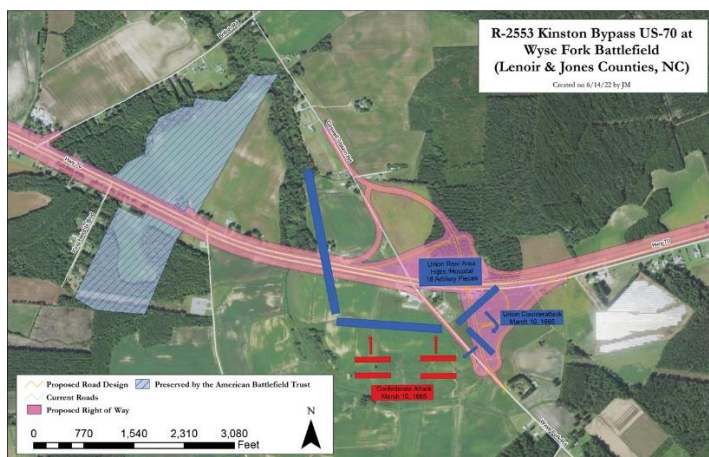 R-2553 Kinston Bypass US-70 at
Wyse Fork Battlefield
(Lenoir & Jones Counties, NC)
Created on 6/14/22 by JM
Hwy 70
Hwy 70
Union Rear Area
Hqtrs./Hospital
18 Artillery Pieces
Union Counterattack
March 10, 1865
Confederate Attack
March 10, 1865
Proposed Road Design
Preserved by the American Battlefield Trust
Current Roads
Proposed Right of Way
N
0 770 1,540 2,310 3,080
Feet